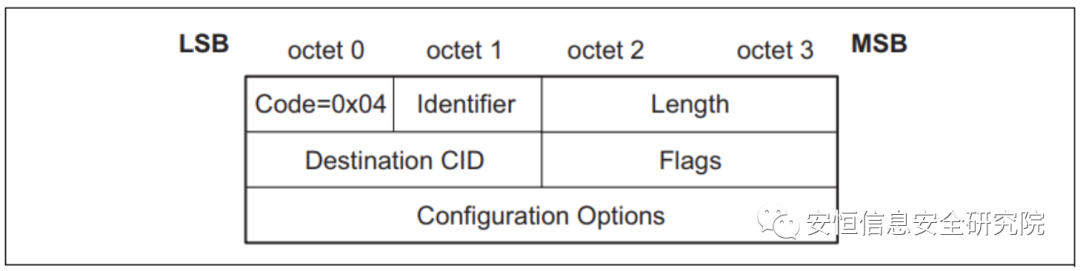 LSB octet 0 octet 1 octet 2 octet 3 MSB
Code=0x04 Identifier Length
Destination CID Flags
Configuration Options
安恒信息安全研究院